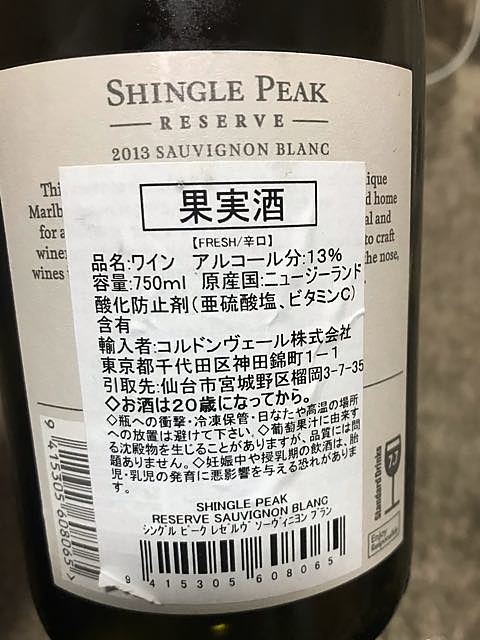 SHINGLE PEAK
RESERVE
2013 SAUVIGNON BLANC
果実酒
【FRESH/辛口】
品名:ワイン アルコール分:13%
容量:750ml 原産国:ニュージーランド
酸化防止剤(亜硫酸塩、ビタミンC)
含有
輸入者:コルドンヴェール株式会社
東京都千代田区神田錦町1-1
引取先:仙台市宮城野区榴岡3-7-35
◇お酒は20歳になってから。
◇瓶への衝撃・冷凍保管・日なたや高温の場所
への放置は避けて下さい。◇葡萄果汁に由来す
る沈殿物を生じることがありますが、品質には問
題ありません。◇妊娠中や授乳期の飲酒は、胎
児・乳児の発育に悪影響を与える恐れがありま
す。
SHINGLE PEAK
RESERVE SAUVIGNON BLANC
シングル ピーク レゼルヴ ソーヴィニヨン ブラン
9 415305 608065
9 415305 608065
Standard Drinks
7.7
Enjoy
Responsibly